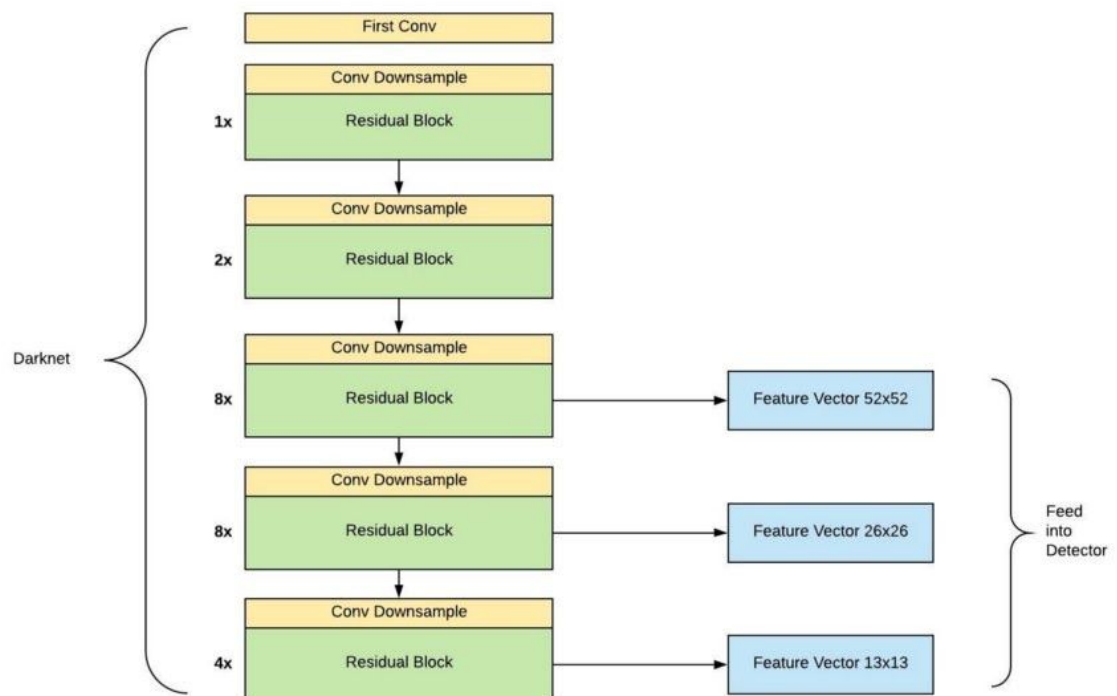 First Conv
Conv Downsample
1x
Residual Block
Conv Downsample
2x
Residual Block
Conv Downsample
Darknet
8x
Residual Block
Feature Vector 52x52
Conv Downsample
8x
Residual Block
Feature Vector 26x26
Feed
into
Detector
Conv Downsample
4x
Residual Block
Feature Vector 13x13